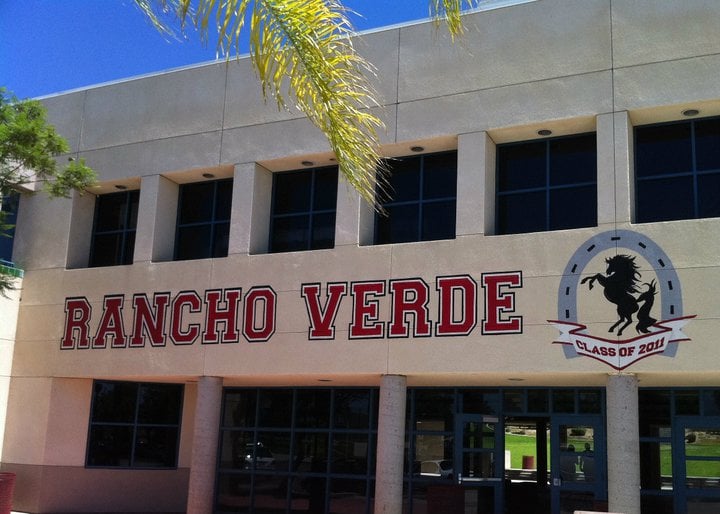 RANCHO VERDE
CLASS OF 2011